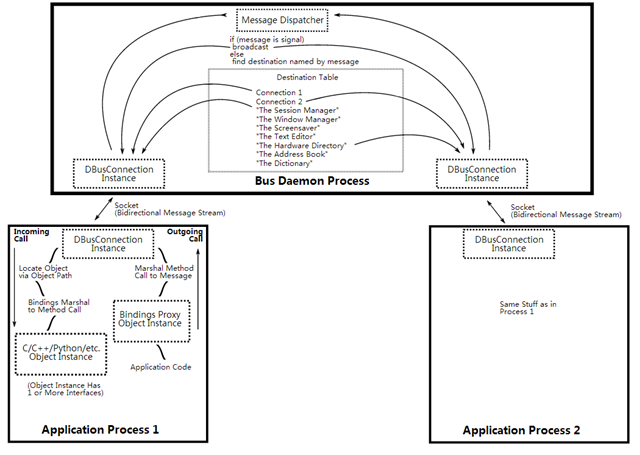 Message Dispatcher
if (message is signal)
broadcast
else
find destination named by message
Destination Table
Connection 1
Connection 2
"The Session Manager"
"The Window Manager"
"The Screensaver"
"The Text Editor"
"The Hardware Directory"
"The Address Book"
"The Dictionary"
DBusConnection
Instance
DBusConnection
Instance
Bus Daemon Process
Socket
(Bidirectional Message Stream)
Socket
(Bidirectional Message Stream)
Incoming
Call
DBusConnection
Instance
Outgoing
Call
Locate Object
via Object Path
Marshal Method
Call to Message
Bindings Marshal
to Method Call
Bindings Proxy
Object Instance
C/C++/Python/etc.
Object Instance
Application Code
(Object Instance Has
1 or More Interfaces)
Application Process 1
DBusConnection
Instance
Same Stuff as in
Process 1
Application Process 2